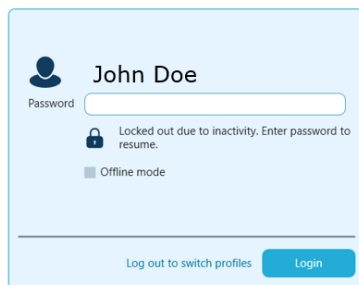 John Doe
Password
Locked out due to inactivity. Enter password to
resume.
Offline mode
Log out to switch profiles
Login